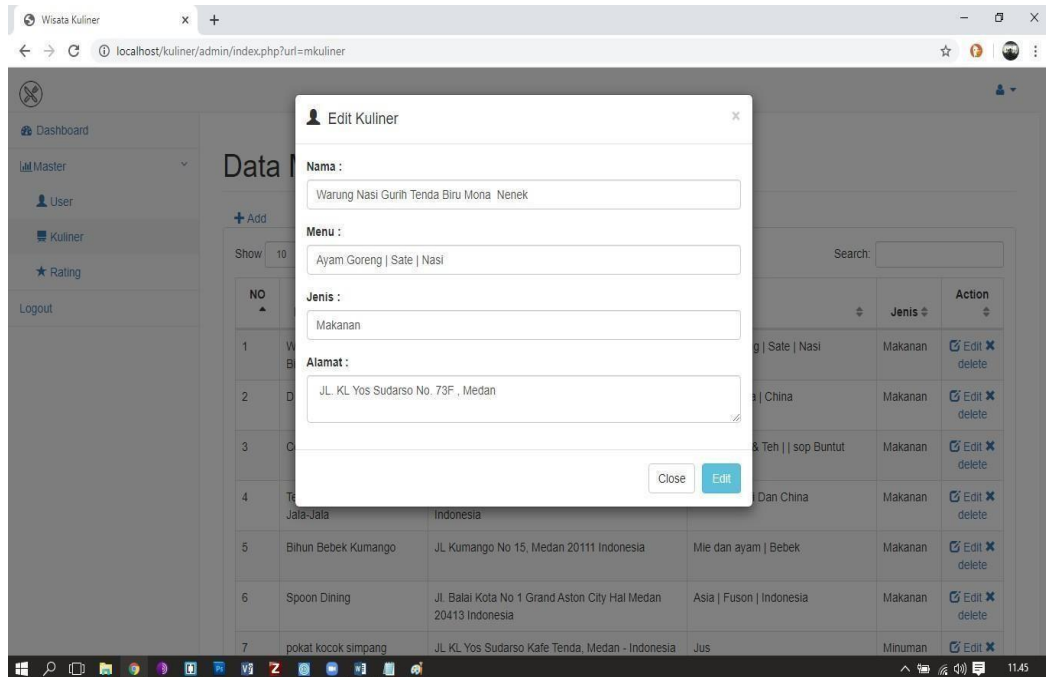 Wisata Kuliner
localhost/kuliner/admin/index.php?url=mkuliner
Dashboard
Master
User
Kuliner
Rating
Logout
Data
Add
Show 10
Search:
Edit Kuliner
Nama :
Warung Nasi Gurih Tenda Biru Mona Nenek
Menu :
Ayam Goreng | Sate | Nasi
Jenis :
Makanan
Alamat :
JL. KL Yos Sudarso No. 73F , Medan
Close Edit
NO Jenis Action
1 g | Sate | Nasi Makanan Edit delete
2 D a | China Makanan Edit delete
3 & Teh | | sop Buntut Makanan Edit delete
4 Te Jala-Jala Indonesia i Dan China Makanan Edit delete
5 Bihun Bebek Kumango JL Kumango No 15, Medan 20111 Indonesia Mie dan ayam | Bebek Makanan Edit delete
6 Spoon Dining Jl. Balai Kota No 1 Grand Aston City Hal Medan 20413 Indonesia Asia | Fuson | Indonesia Makanan Edit delete
7 pokat kocok simpang JL KL Yos Sudarso Kafe Tenda, Medan - Indonesia Jus Minuman Edit
11.45